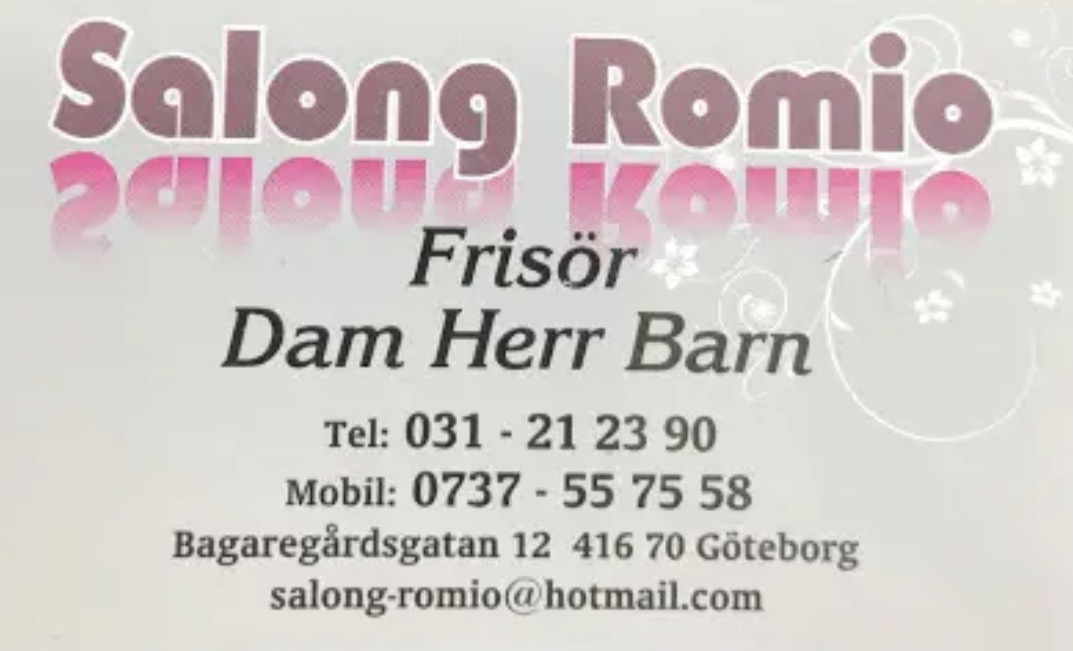 Salong Romio
Frisör
Dam Herr Barn
Tel: 031 - 21 23 90
Mobil: 0737 - 55 75 58
Bagaregårdsgatan 12 416 70 Göteborg
salong-romio@hotmail.com